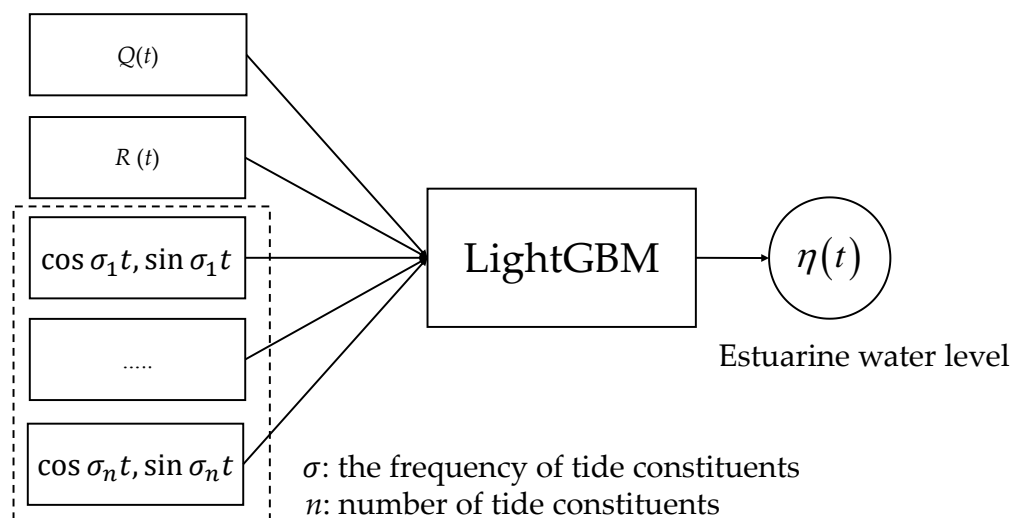 Q(t)
R (t)
cos σ₁t, sin σ₁t
.....
cos σₙt, sin σₙt
LightGBM
η(t)
Estuarine water level
σ: the frequency of tide constituents
n: number of tide constituents